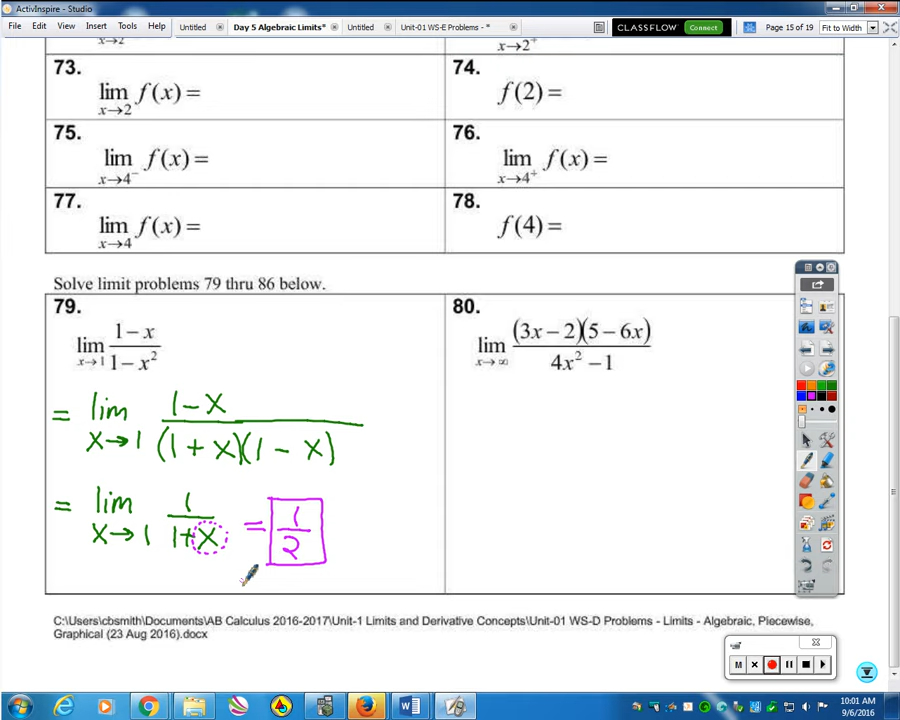 ActivInspire - Studio
File Edit View Insert Tools Help Untitled Day 5 Algebraic Limits* Untitled Unit-01 WS-E Problems - * CLASSFLOW Connect Page 15 of 19 Fit to Width
x→2 x→2⁺
73. lim x→2 f(x) =
74. f(2) =
75. lim x→4⁻ f(x) =
76. lim x→4⁺ f(x) =
77. lim x→4 f(x) =
78. f(4) =
Solve limit problems 79 thru 86 below.
79.
lim x→1 (1 − x)/(1 − x²)
= lim x→1 (1 − x)/((1 + x)(1 − x))
= lim x→1 1/(1+x) = 1/2
80.
lim x→∞ (3x − 2)(5 − 6x)/(4x² − 1)
C:\Users\cbsmith\Documents\AB Calculus 2016-2017\Unit-1 Limits and Derivative Concepts\Unit-01 WS-D Problems - Limits - Algebraic, Piecewise,
Graphical (23 Aug 2016).docx
M
10:01 AM
9/6/2016